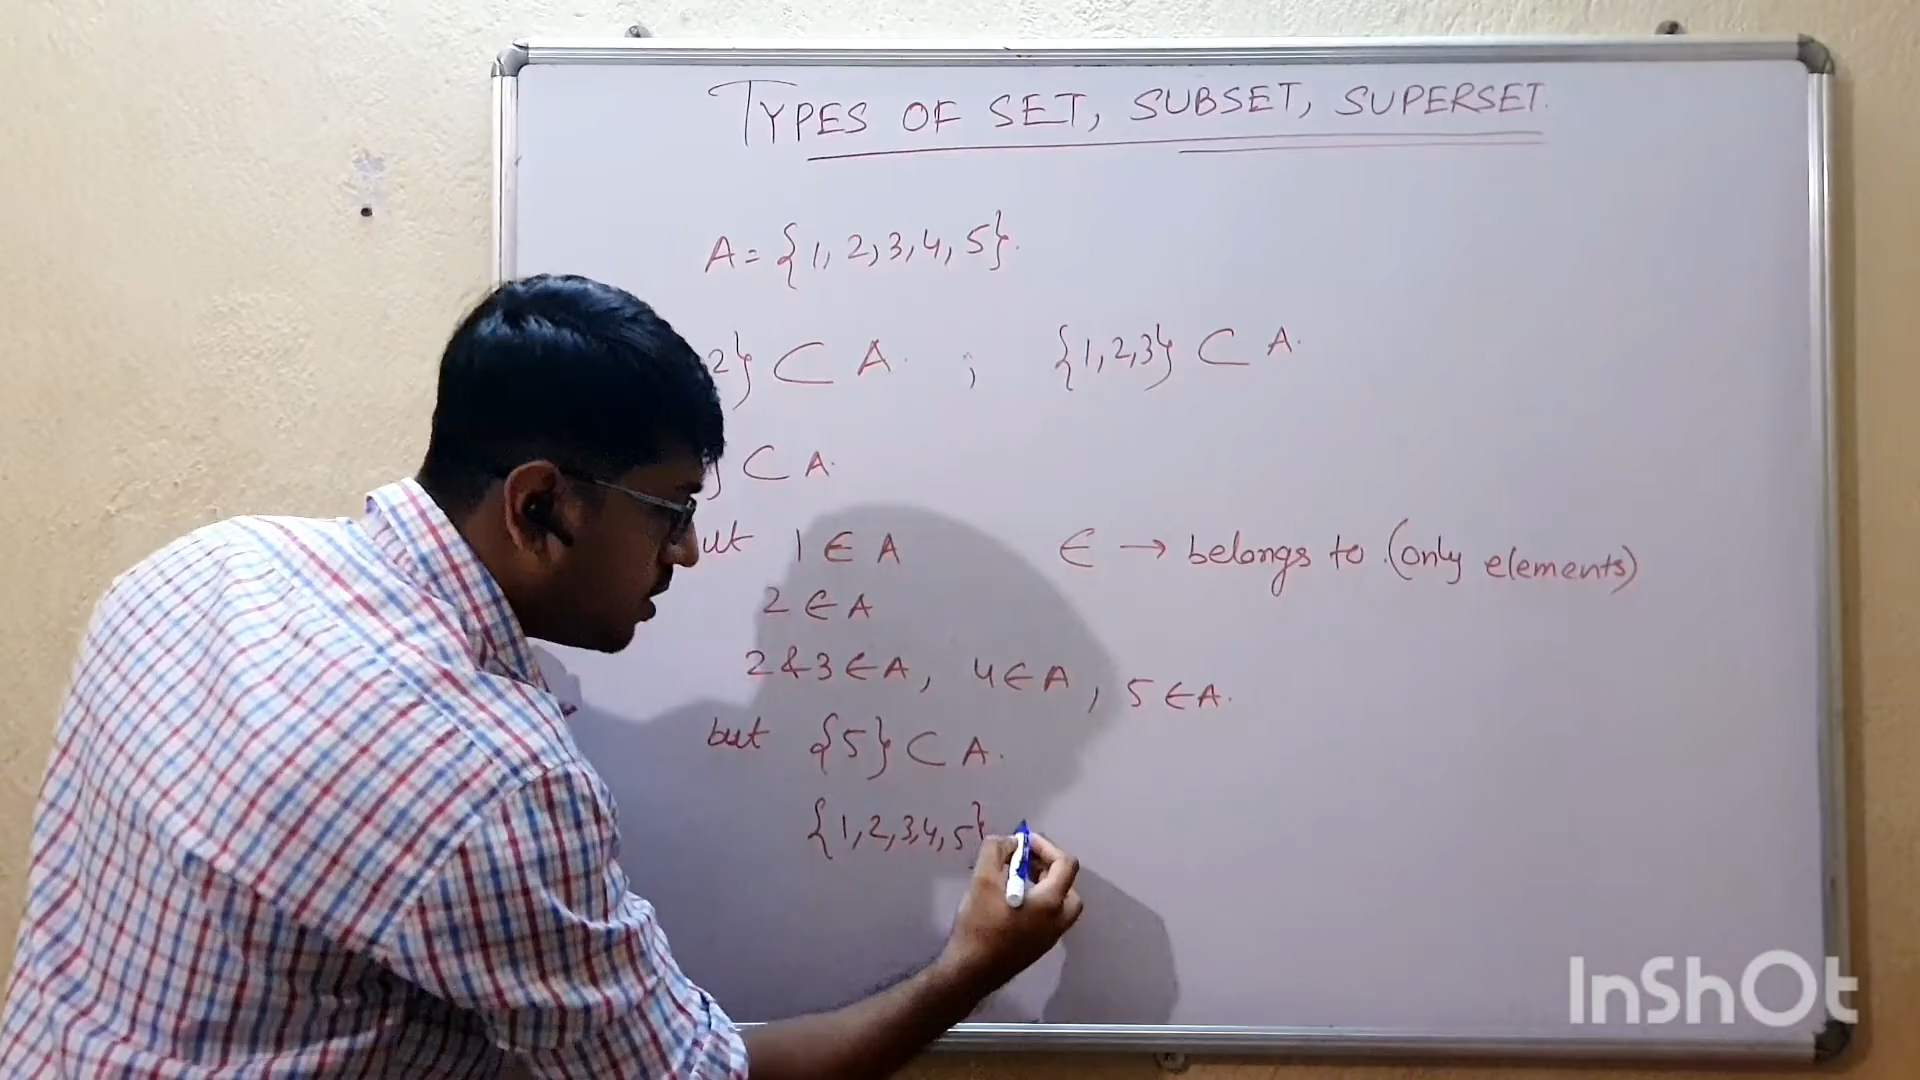 TYPES OF SET, SUBSET, SUPERSET.
A = {1, 2, 3, 4, 5}.
2} ⊂ A. ; {1, 2, 3} ⊂ A.
} ⊂ A.
ut 1 ∈ A ∈ → belongs to (only elements)
2 ∈ A
2 & 3 ∈ A, 4 ∈ A, 5 ∈ A.
but {5} ⊂ A.
{1, 2, 3, 4, 5}
InShOt